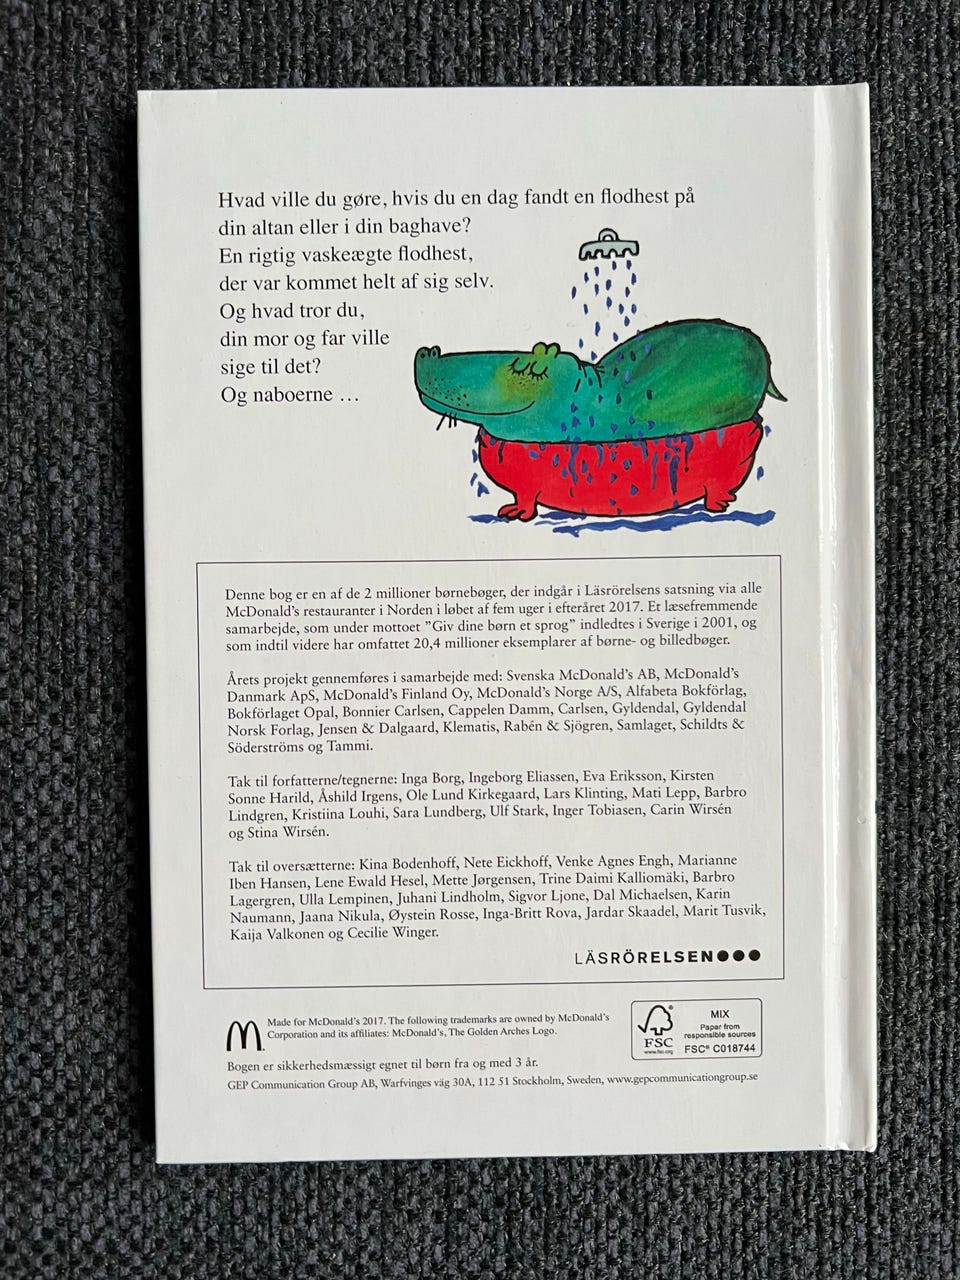 Hvad ville du gøre, hvis du en dag fandt en flodhest på
din altan eller i din baghave?
En rigtig vaskeægte flodhest,
der var kommet helt af sig selv.
Og hvad tror du,
din mor og far ville
sige til det?
Og naboerne …
Denne bog er en af de 2 millioner børnebøger, der indgår i Läsrörelsens satsning via alle
McDonald's restauranter i Norden i løbet af fem uger i efteråret 2017. Et læsefremmende
samarbejde, som under mottoet "Giv dine børn et sprog" indledtes i Sverige i 2001, og
som indtil videre har omfattet 20,4 millioner eksemplarer af børne- og billedbøger.
Årets projekt gennemføres i samarbejde med: Svenska McDonald's AB, McDonald's
Danmark ApS, McDonald's Finland Oy, McDonald's Norge A/S, Alfabeta Bokförlag,
Bokförlaget Opal, Bonnier Carlsen, Cappelen Damm, Carlsen, Gyldendal, Gyldendal
Norsk Forlag, Jensen & Dalgaard, Klematis, Rabén & Sjögren, Samlaget, Schildts &
Söderströms og Tammi.
Tak til forfatterne/tegnerne: Inga Borg, Ingeborg Eliassen, Eva Eriksson, Kirsten
Sonne Harild, Åshild Irgens, Ole Lund Kirkegaard, Lars Klinting, Mati Lepp, Barbro
Lindgren, Kristiina Louhi, Sara Lundberg, Ulf Stark, Inger Tobiasen, Carin Wirsén
og Stina Wirsén.
Tak til oversætterne: Kina Bodenhoff, Nete Eickhoff, Venke Agnes Engh, Marianne
Iben Hansen, Lene Ewald Hesel, Mette Jørgensen, Trine Daimi Kalliomäki, Barbro
Lagergren, Ulla Lempinen, Juhani Lindholm, Sigvor Ljone, Dal Michaelsen, Karin
Naumann, Jaana Nikula, Øystein Rosse, Inga-Britt Rova, Jardar Skaadel, Marit Tusvik,
Kaija Valkonen og Cecilie Winger.
LÄSRÖRELSEN●●●
Made for McDonald's 2017. The following trademarks are owned by McDonald's
Corporation and its affiliates: McDonald's, The Golden Arches Logo.
FSC
www.fsc.org
MIX
Paper from
responsible sources
FSC® C018744
Bogen er sikkerhedsmæssigt egnet til børn fra og med 3 år.
GEP Communication Group AB, Warfvinges väg 30A, 112 51 Stockholm, Sweden, www.gepcommunicationgroup.se